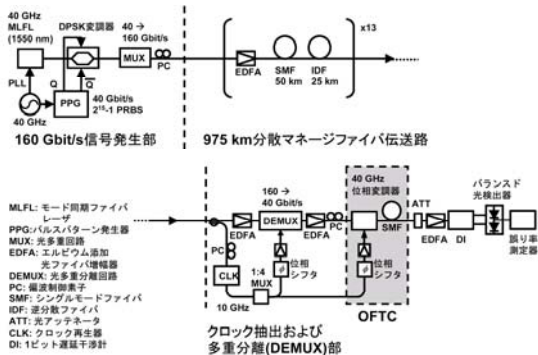 40 GHz
MLFL
(1550 nm)
DPSK変調器
40 →
160 Gbit/s
MUX
PC
PLL
Q
Q
PPG
40 Gbit/s
2¹⁵-1 PRBS
40 GHz
160 Gbit/s信号発生部
x13
EDFA
SMF
50 km
IDF
25 km
975 km分散マネージファイバ伝送路
MLFL: モード同期ファイバ
レーザ
PPG:パルスパターン発生器
MUX: 光多重回路
EDFA: エルビウム添加
光ファイバ増幅器
DEMUX: 光多重分離回路
PC: 偏波制御素子
SMF: シングルモードファイバ
IDF: 逆分散ファイバ
ATT: 光アッテネータ
CLK: クロック再生器
DI: 1ビット遅延干渉計
160 →
40 Gbit/s
EDFA
DEMUX
EDFA
PC
PC
CLK
10 GHz
1:4
MUX
φ
位相
シフタ
クロック抽出および
多重分離(DEMUX)部
40 GHz
位相変調器
SMF
φ
位相
シフタ
OFTC
ATT
EDFA
DI
バランスド
光検出器
誤り率
測定器